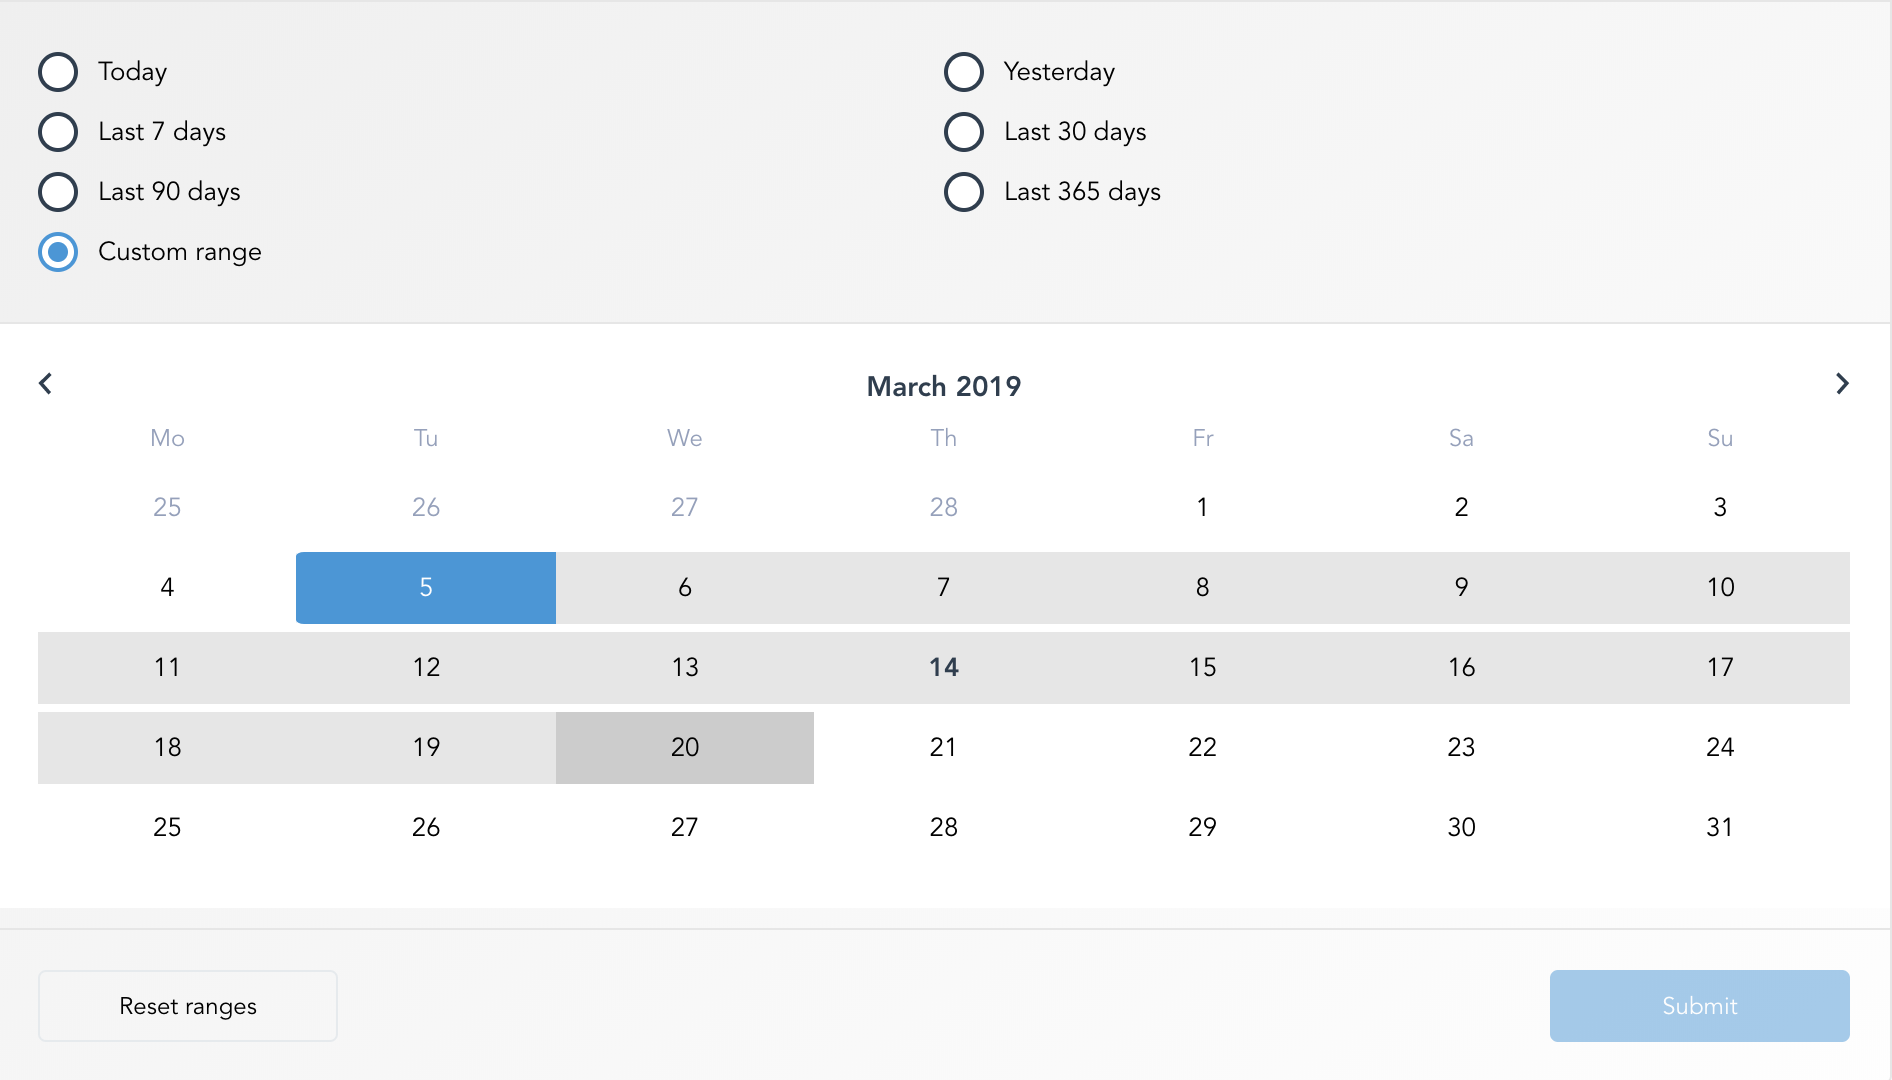 Today
Yesterday
Last 7 days
Last 30 days
Last 90 days
Last 365 days
Custom range
March 2019
Mo Tu We Th Fr Sa Su
25 26 27 28 1 2 3
4 5 6 7 8 9 10
11 12 13 14 15 16 17
18 19 20 21 22 23 24
25 26 27 28 29 30 31
Reset ranges
Submit